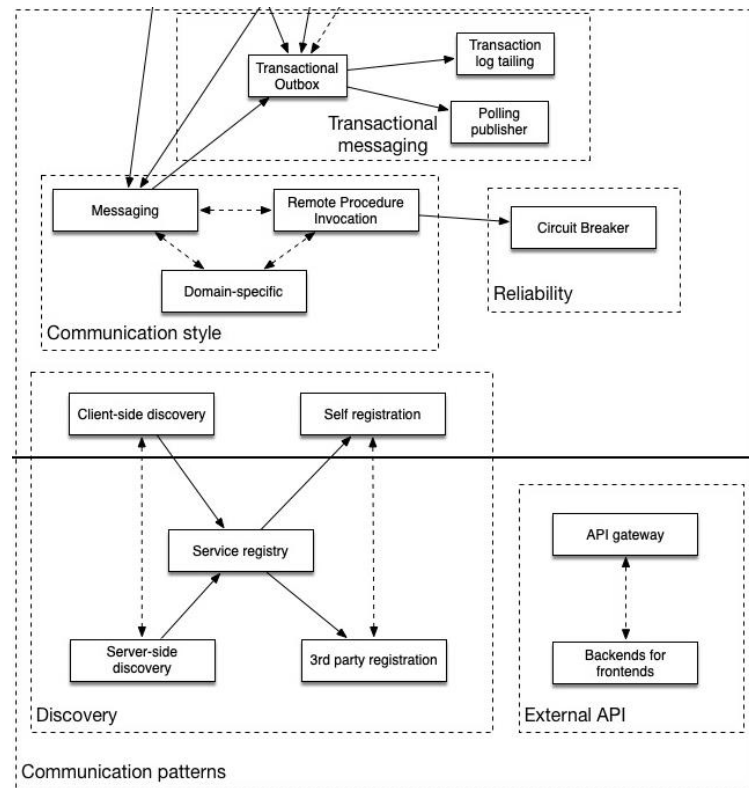 Transactional
Outbox
Transaction
log tailing
Polling
publisher
Transactional
messaging
Messaging
Remote Procedure
Invocation
Domain-specific
Communication style
Circuit Breaker
Reliability
Client-side discovery
Self registration
Service registry
Server-side
discovery
3rd party registration
Discovery
API gateway
Backends for
frontends
External API
Communication patterns